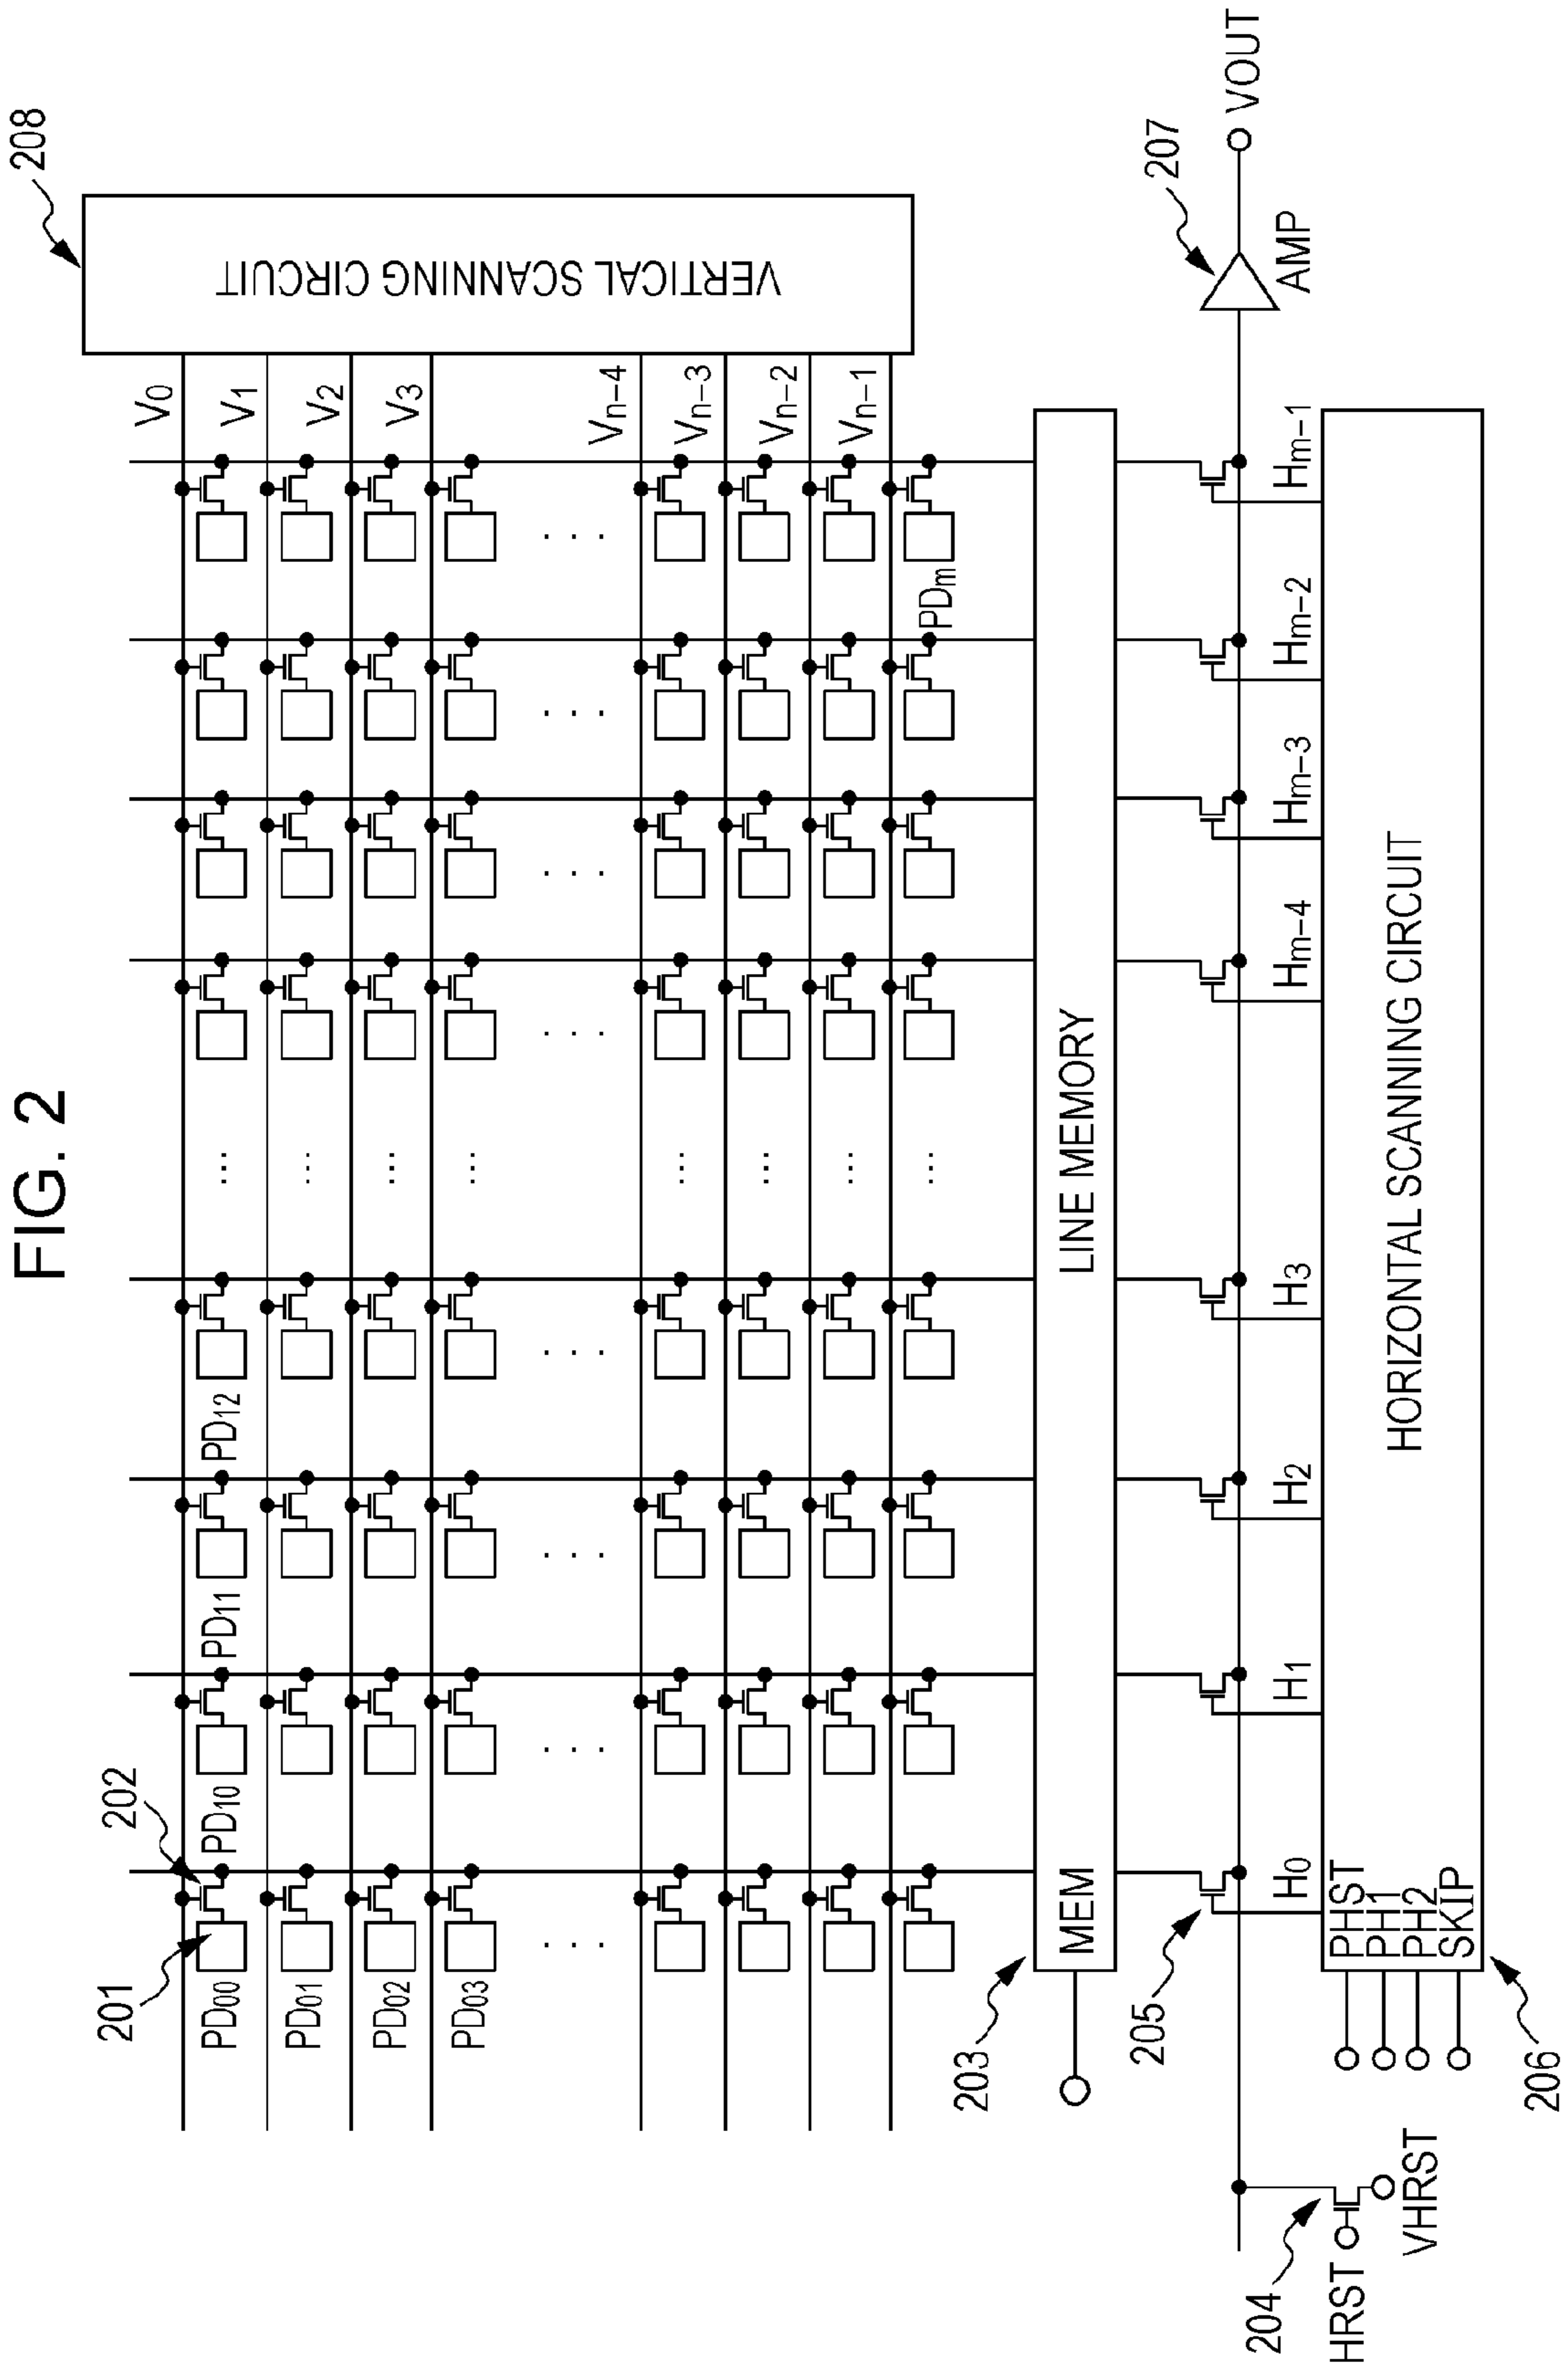 FIG. 2
208
V0
V1
V2
V3
Vn−4
Vn−3
Vn−2
Vn−1
VERTICAL SCANNING CIRCUIT
201
202
PD00
PD10
PD11
PD12
PD01
PD02
PD03
PDm
203
MEM
LINE MEMORY
205
207
AMP
VOUT
H0
H1
H2
H3
Hm−4
Hm−3
Hm−2
Hm−1
204
HRST
VHRST
206
PHST
PH1
PH2
SKIP
HORIZONTAL SCANNING CIRCUIT